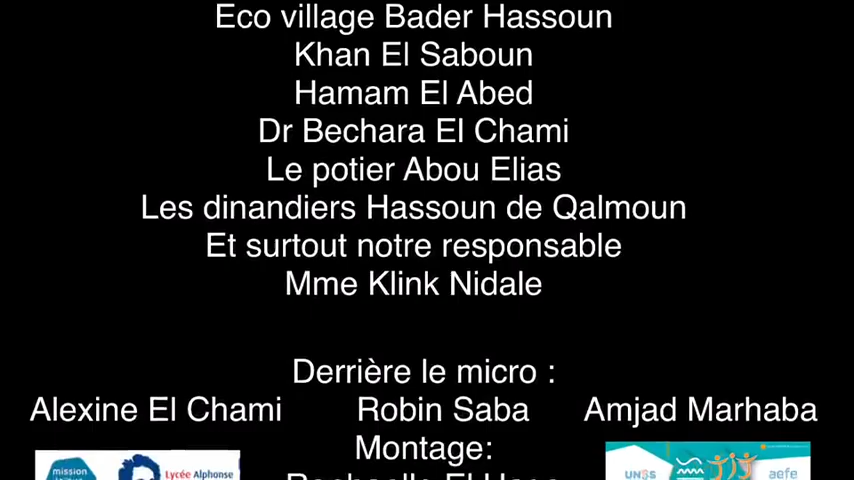 Eco village Bader Hassoun
Khan El Saboun
Hamam El Abed
Dr Bechara El Chami
Le potier Abou Elias
Les dinandiers Hassoun de Qalmoun
Et surtout notre responsable
Mme Klink Nidale
Derrière le micro :
Alexine El Chami Robin Saba Amjad Marhaba
Montage:
mission
Lycée Alphonse
UNSS
aefe